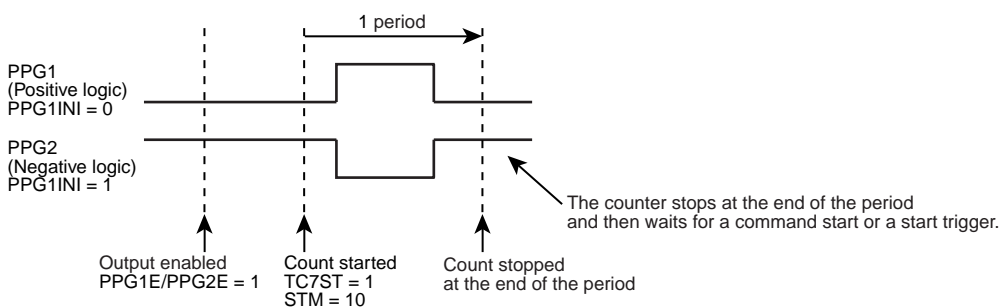 1 period
PPG1
(Positive logic)
PPG1INI = 0
PPG2
(Negative logic)
PPG1INI = 1
The counter stops at the end of the period
and then waits for a command start or a start trigger.
Output enabled
PPG1E/PPG2E = 1
Count started
TC7ST = 1
STM = 10
Count stopped
at the end of the period